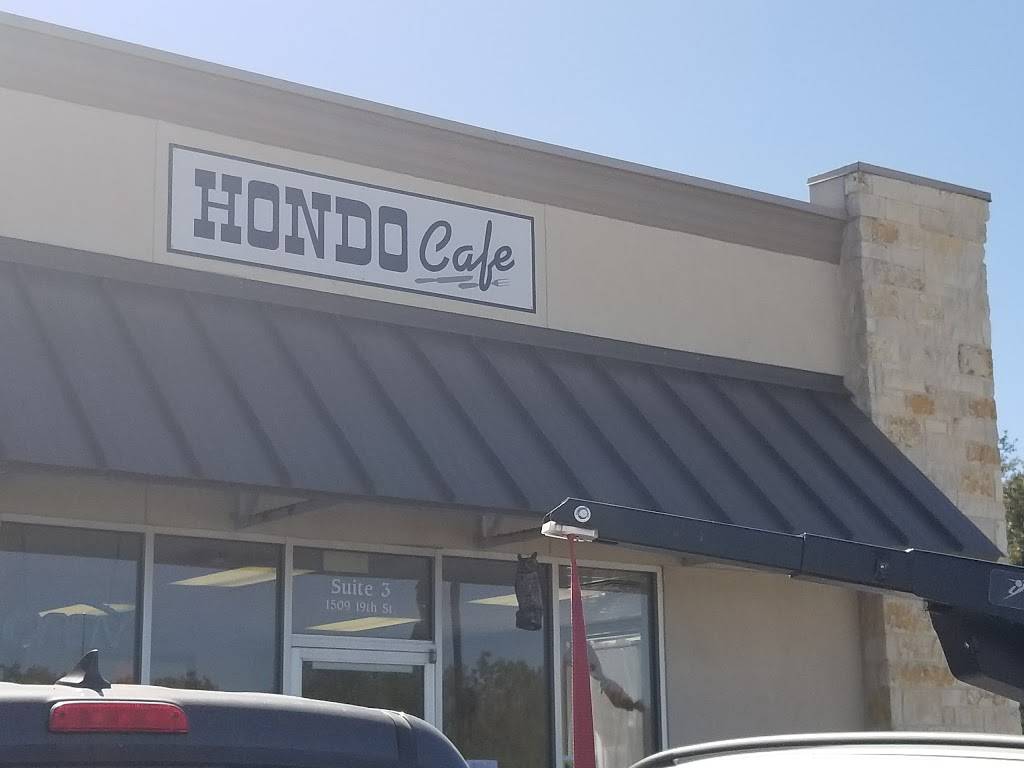 HONDO Cafe
Suite 3
1509 19th St